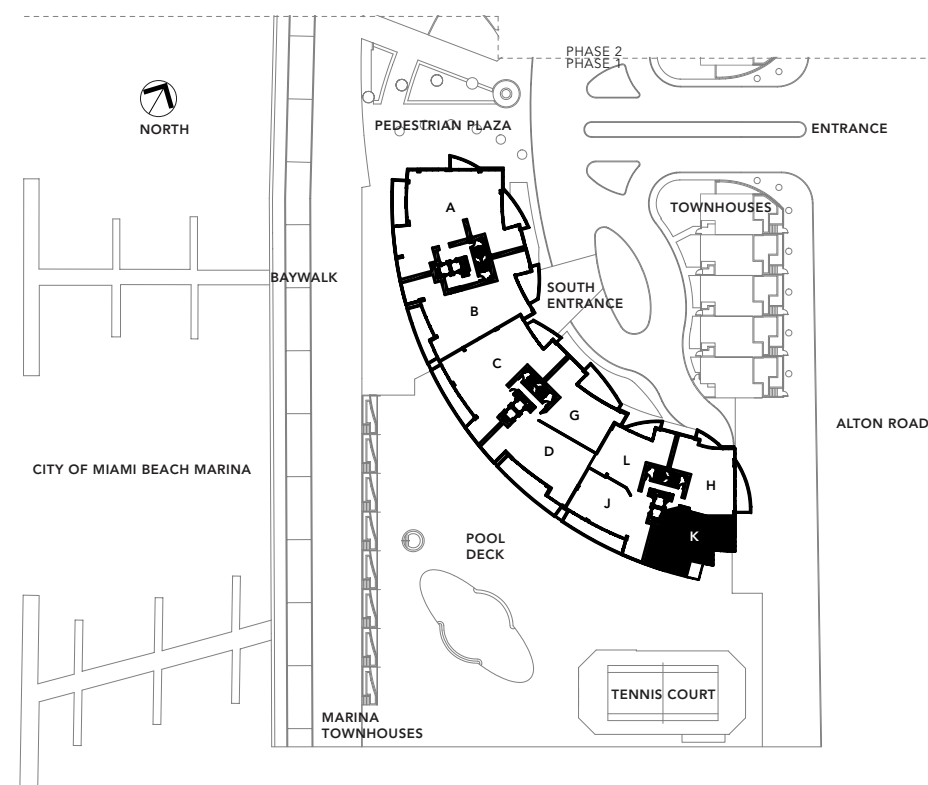 PHASE 2
PHASE 1
NORTH
PEDESTRIAN PLAZA
ENTRANCE
A
TOWNHOUSES
BAYWALK
SOUTH
ENTRANCE
B
C
G
ALTON ROAD
D
L
CITY OF MIAMI BEACH MARINA
H
J
K
POOL
DECK
TENNIS COURT
MARINA
TOWNHOUSES